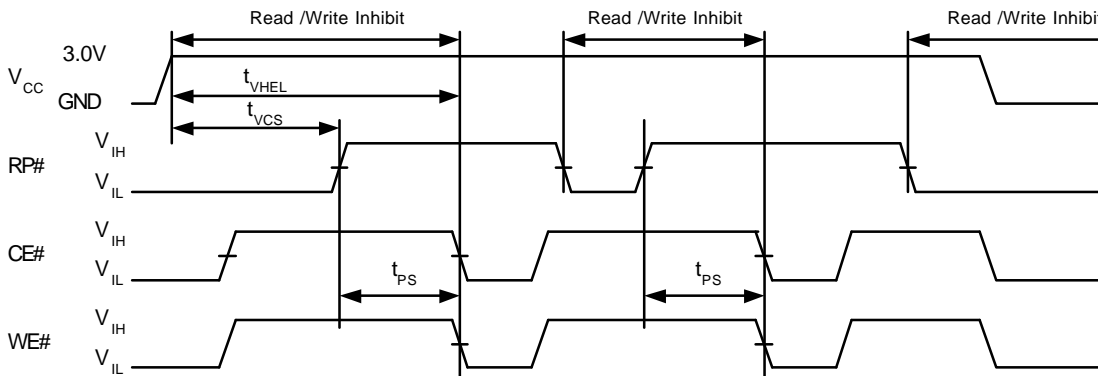 Read /Write Inhibit Read /Write Inhibit Read /Write Inhibit
3.0V
VCC
tVHEL
GND
tVCS
VIH
RP#
VIL
VIH
CE#
VIL
tPS tPS
VIH
WE#
VIL